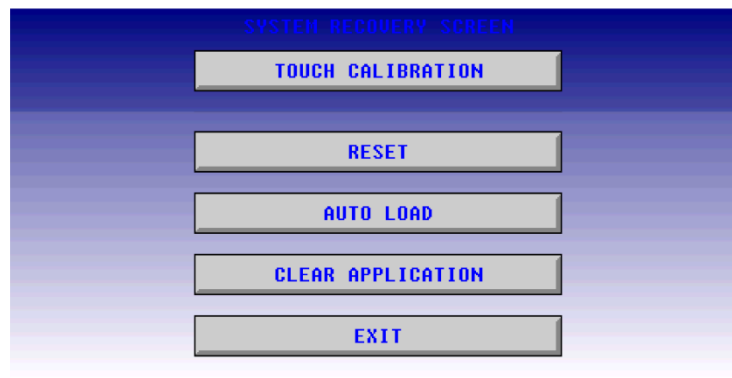 SYSTEM RECOVERY SCREEN
TOUCH CALIBRATION
RESET
AUTO LOAD
CLEAR APPLICATION
EXIT